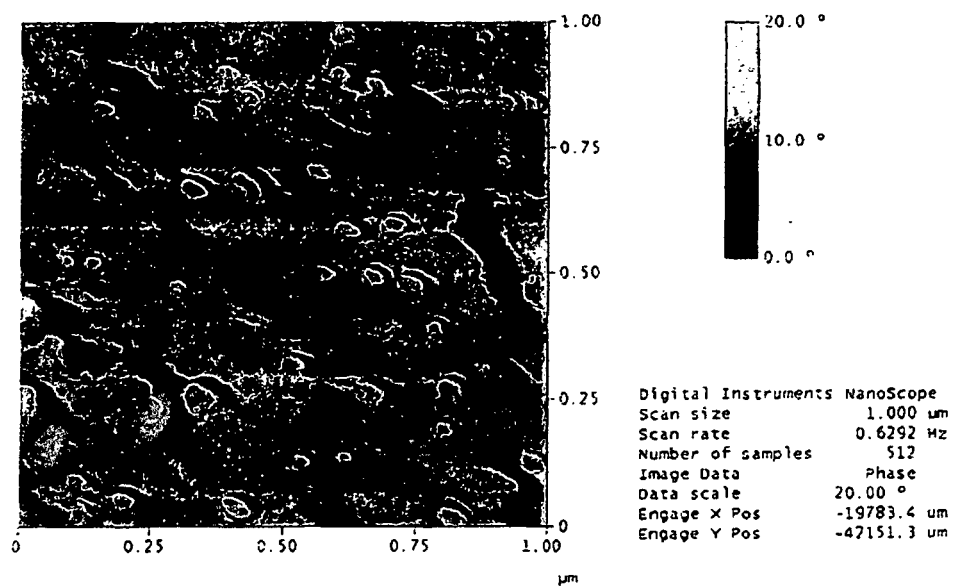 1.00
0.75
0.50
0.25
0
0 0.25 0.50 0.75 1.00
µm
20.0 °
10.0 °
0.0 °
Digital Instruments NanoScope
Scan size 1.000 um
Scan rate 0.6292 Hz
Number of samples 512
Image Data Phase
Data scale 20.00 °
Engage X Pos -19783.4 um
Engage Y Pos -47151.3 um